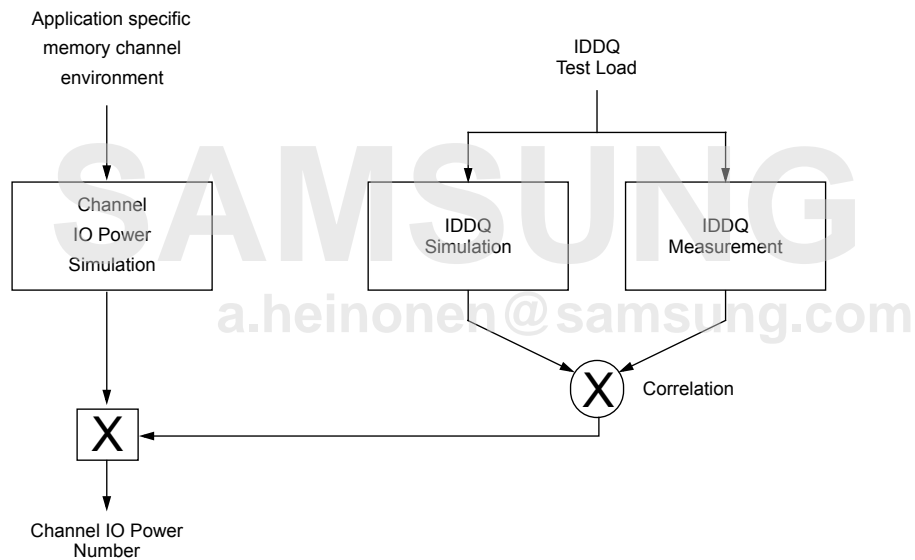 Application specific
memory channel
environment
IDDQ
Test Load
SAMSUNG
Channel
IO Power
Simulation
IDDQ
Simulation
IDDQ
Measurement
a.heinonen@samsung.com
X
Correlation
X
Channel IO Power
Number